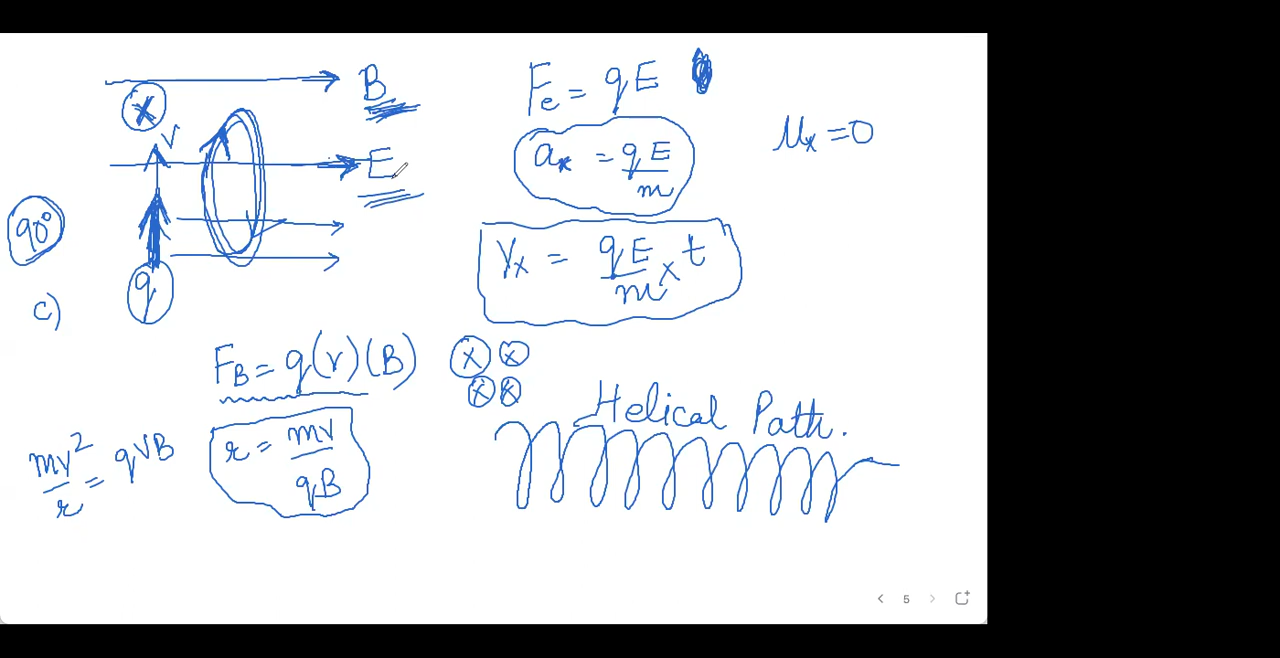 B
V
E
90°
q
c)
Fe = qE
ax = qE/m
ux = 0
Vx = qE/m x t
FB = q(v)(B)
mv²/r = qVB
r = mv/qB
Helical Path.
5